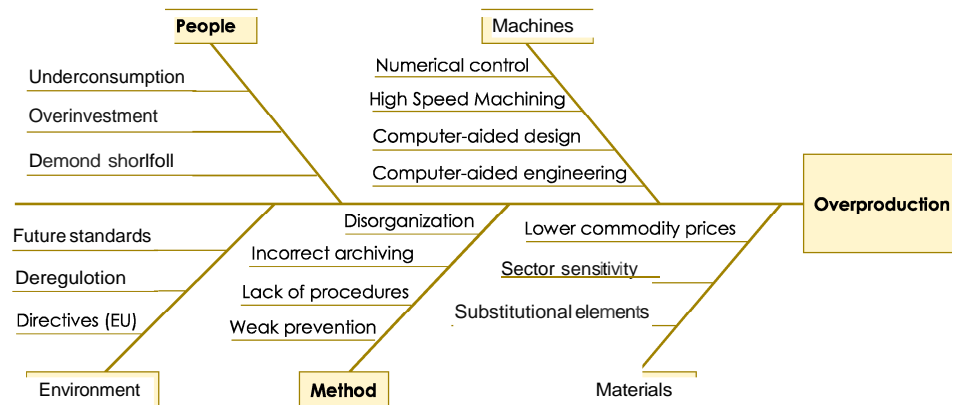 People
Machines
Underconsumption
Overinvestment
Demond shorlfoll
Numerical control
High Speed Machining
Computer-aided design
Computer-aided engineering
Overproduction
Future standards
Deregulotion
Directives (EU)
Disorganization
Incorrect archiving
Lack of procedures
Weak prevention
Lower commodity prices
Sector sensitivity
Substitutional elements
Environment
Method
Materials